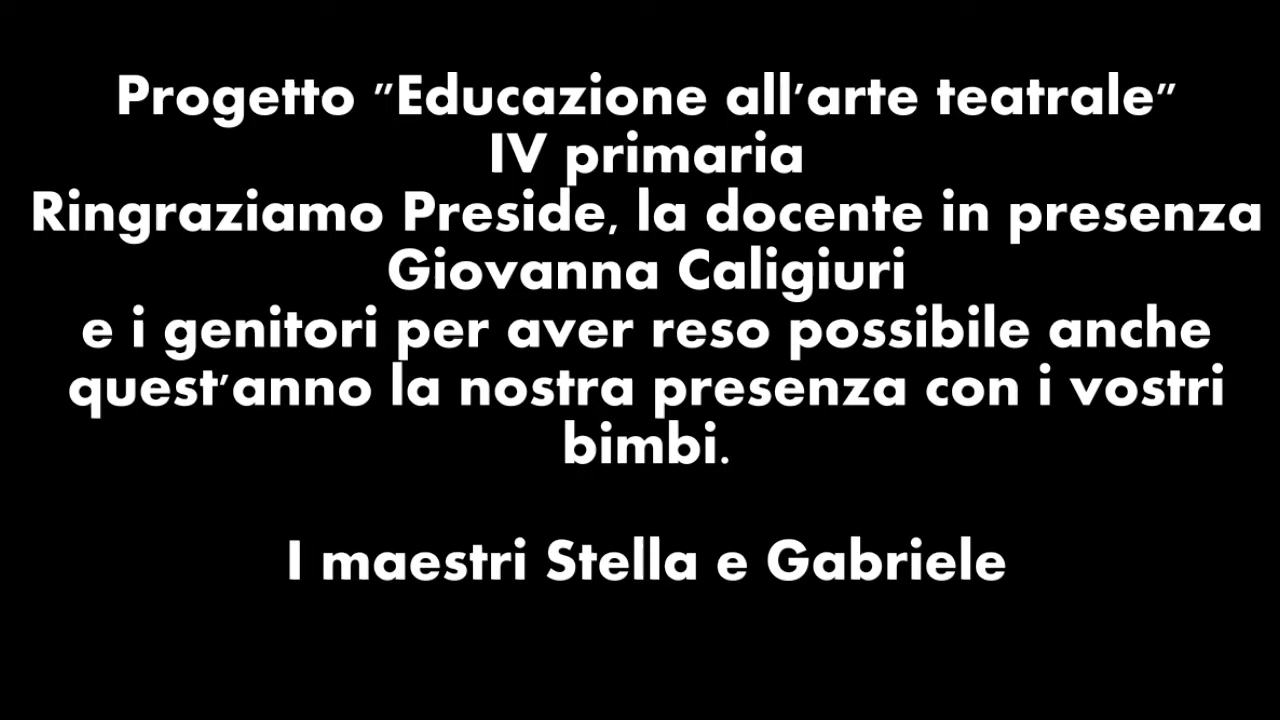 Progetto "Educazione all'arte teatrale"
IV primaria
Ringraziamo Preside, la docente in presenza
Giovanna Caligiuri
e i genitori per aver reso possibile anche
quest'anno la nostra presenza con i vostri
bimbi.
I maestri Stella e Gabriele